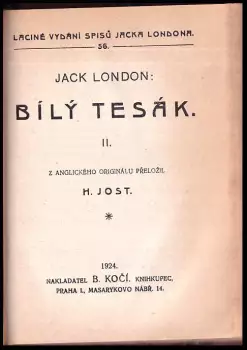 LACINÉ VYDÁNÍ SPISŮ JACKA LONDONA.
56.
JACK LONDON:
BÍLÝ TESÁK.
II.
Z ANGLICKÉHO ORIGINÁLU PŘELOŽIL
H. JOST.
1924.
NAKLADATEL B. KOČÍ, KNIHKUPEC,
PRAHA I., MASARYKOVO NÁBŘ. 14.